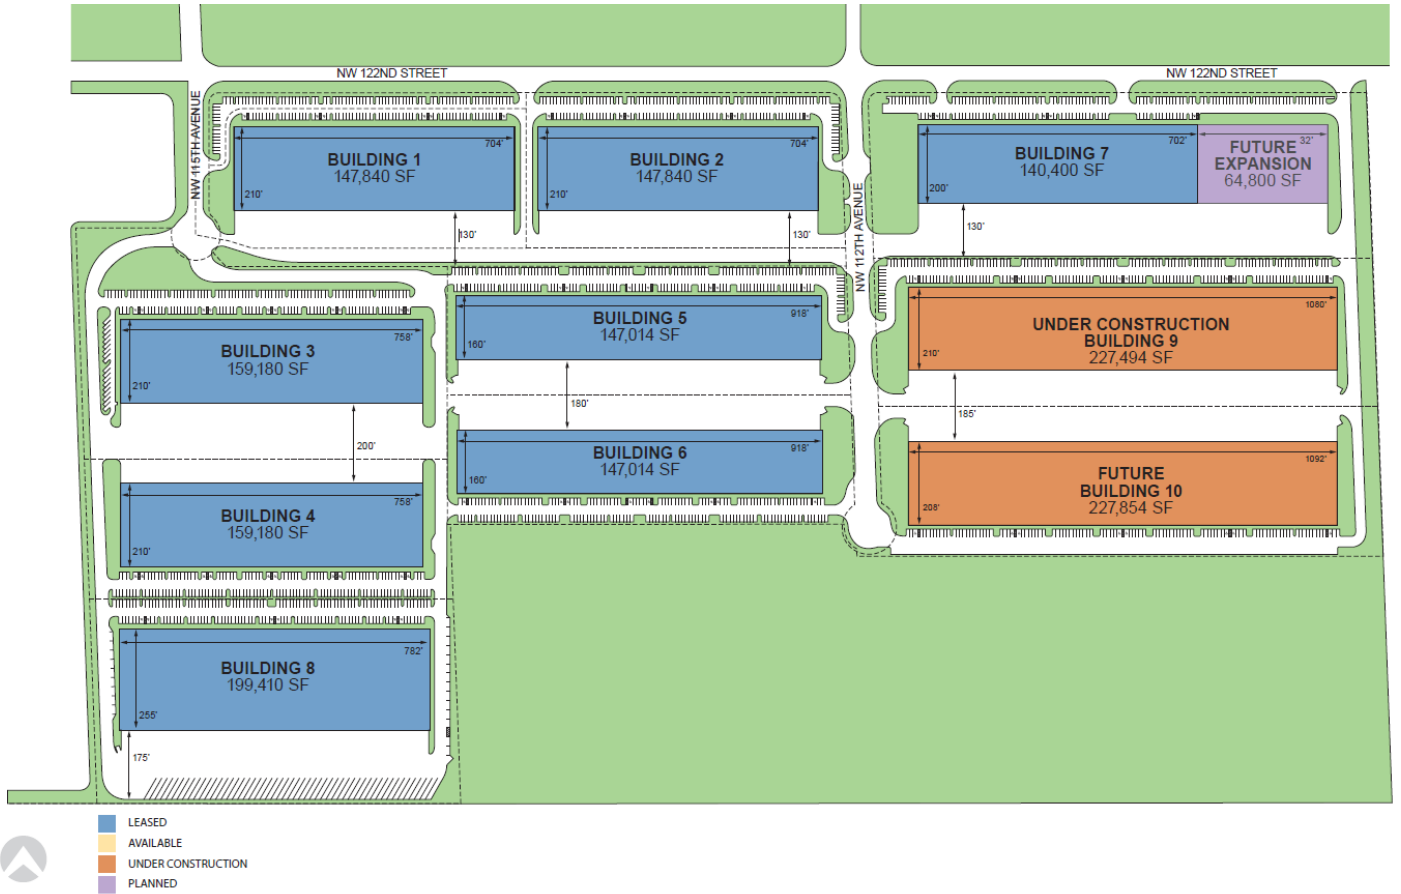 NW 122ND STREET
NW 122ND STREET
NW 115TH AVENUE
704'
BUILDING 1
147,840 SF
210'
130'
704'
BUILDING 2
147,840 SF
210'
130'
NW 112TH AVENUE
702'
BUILDING 7
140,400 SF
200'
130'
32'
FUTURE
EXPANSION
64,800 SF
758'
BUILDING 3
159,180 SF
210'
200'
918'
BUILDING 5
147,014 SF
160'
180'
1080'
UNDER CONSTRUCTION
BUILDING 9
227,494 SF
210'
185'
758'
BUILDING 4
159,180 SF
210'
918'
BUILDING 6
147,014 SF
160'
1092'
FUTURE
BUILDING 10
227,854 SF
208'
782'
BUILDING 8
199,410 SF
255'
175'
LEASED
AVAILABLE
UNDER CONSTRUCTION
PLANNED